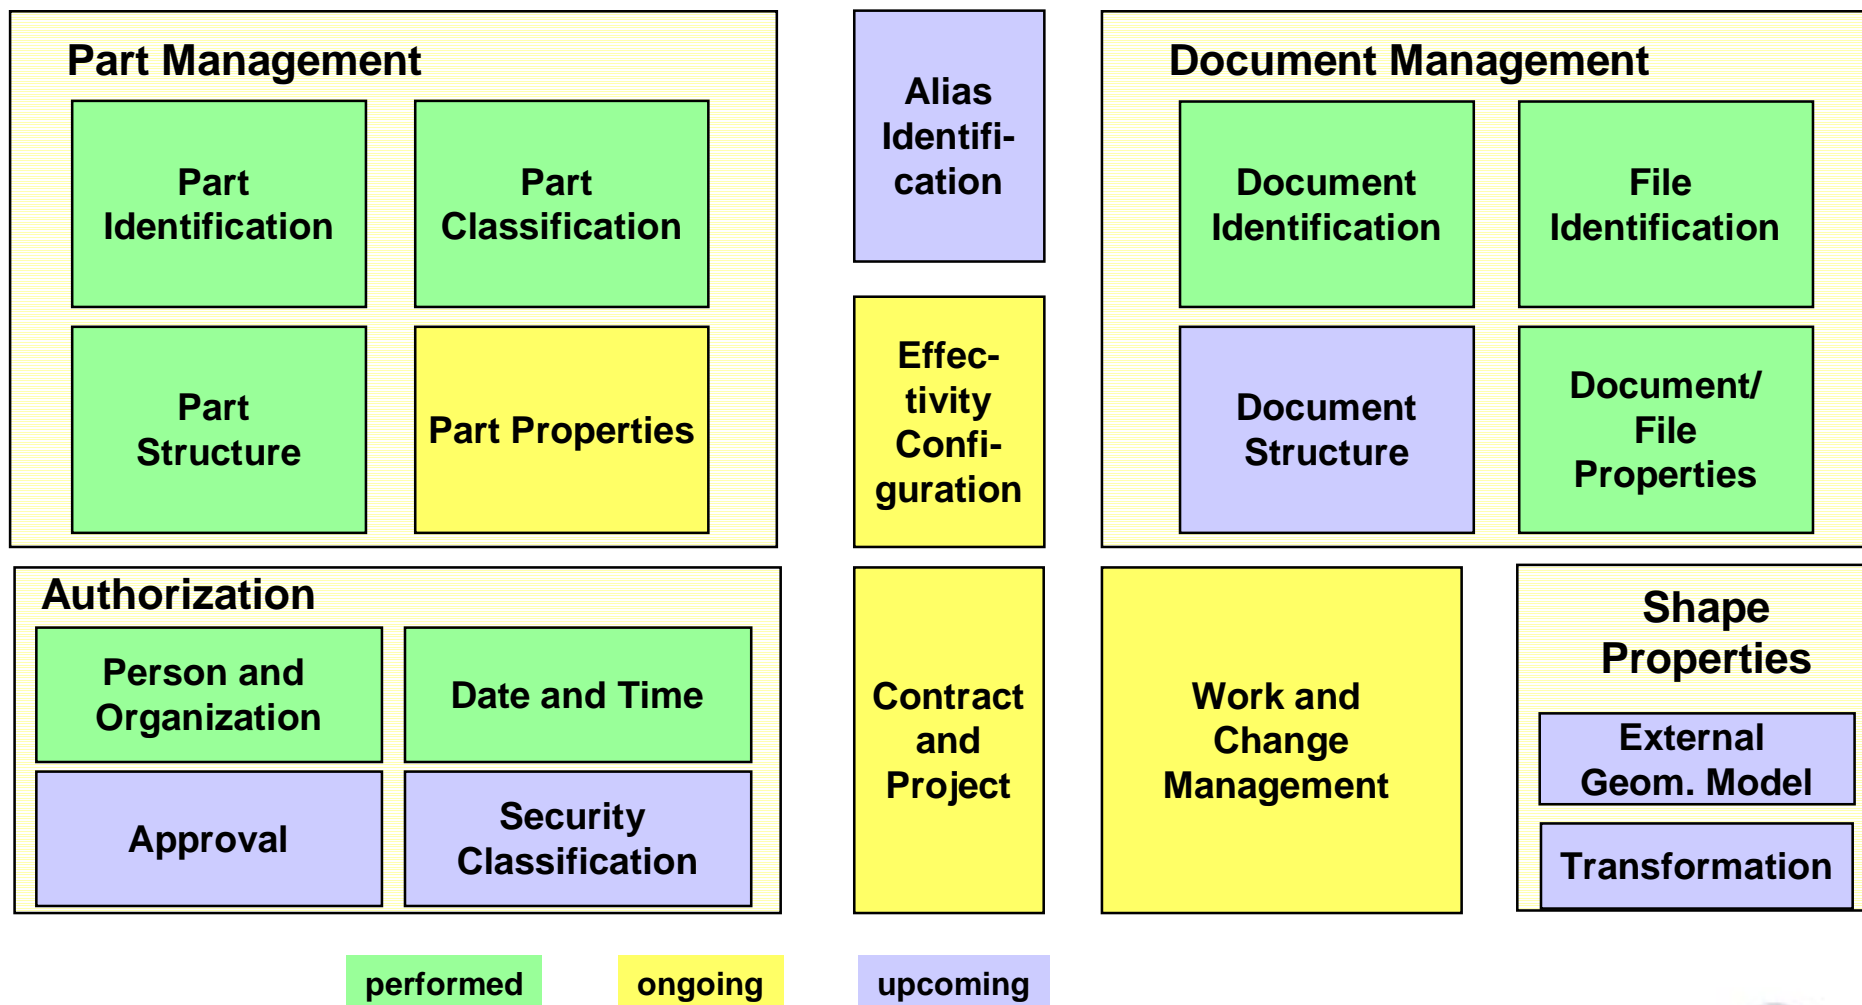 Part Management
Part
Identification
Part
Classification
Part
Structure
Part Properties
Alias
Identifi-
cation
Effec-
tivity
Confi-
guration
Document Management
Document
Identification
File
Identification
Document
Structure
Document/
File
Properties
Authorization
Person and
Organization
Date and Time
Approval
Security
Classification
Contract
and
Project
Work and
Change
Management
Shape
Properties
External
Geom. Model
Transformation
performed
ongoing
upcoming